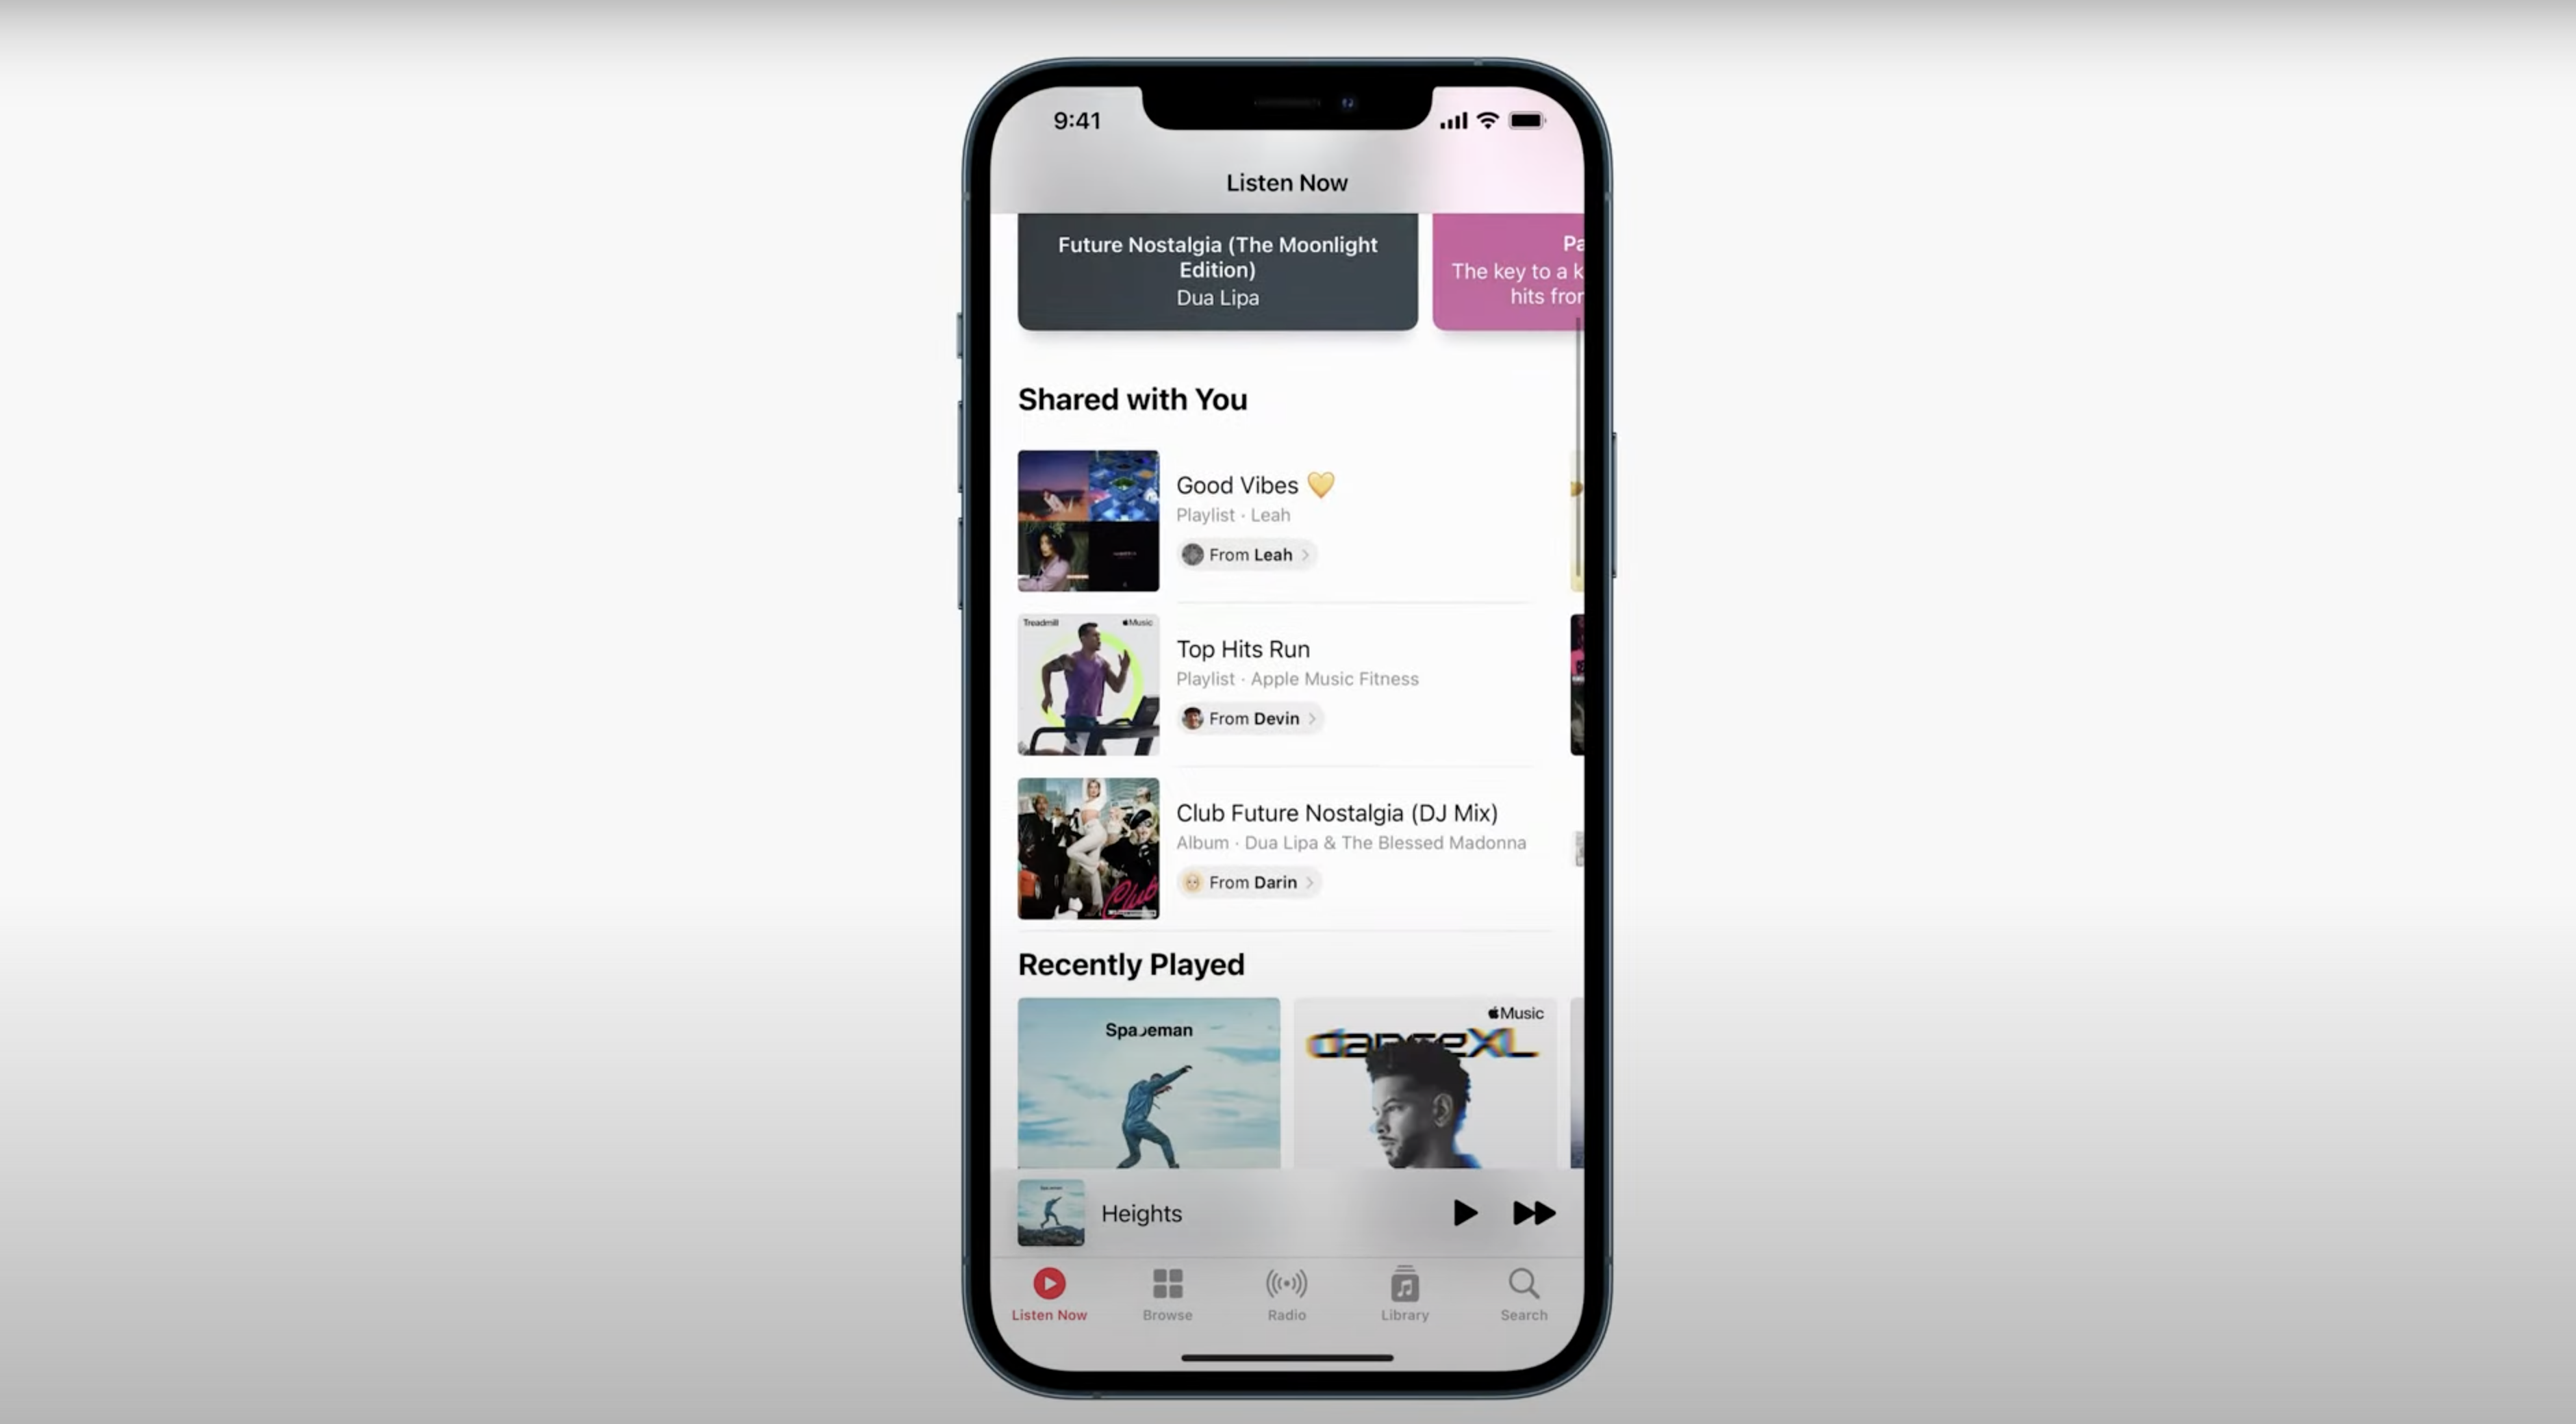 9:41
Listen Now
Future Nostalgia (The Moonlight
Edition)
Dua Lipa
Pa
The key to a k
hits fror
Shared with You
Good Vibes 💛
Playlist · Leah
From Leah
Treadmill
Music
Top Hits Run
Playlist · Apple Music Fitness
From Devin
Club Future Nostalgia (DJ Mix)
Album · Dua Lipa & The Blessed Madonna
From Darin
Club
Recently Played
Spaceman
Music
danceXL
Heights
Listen Now
Browse
Radio
Library
Search